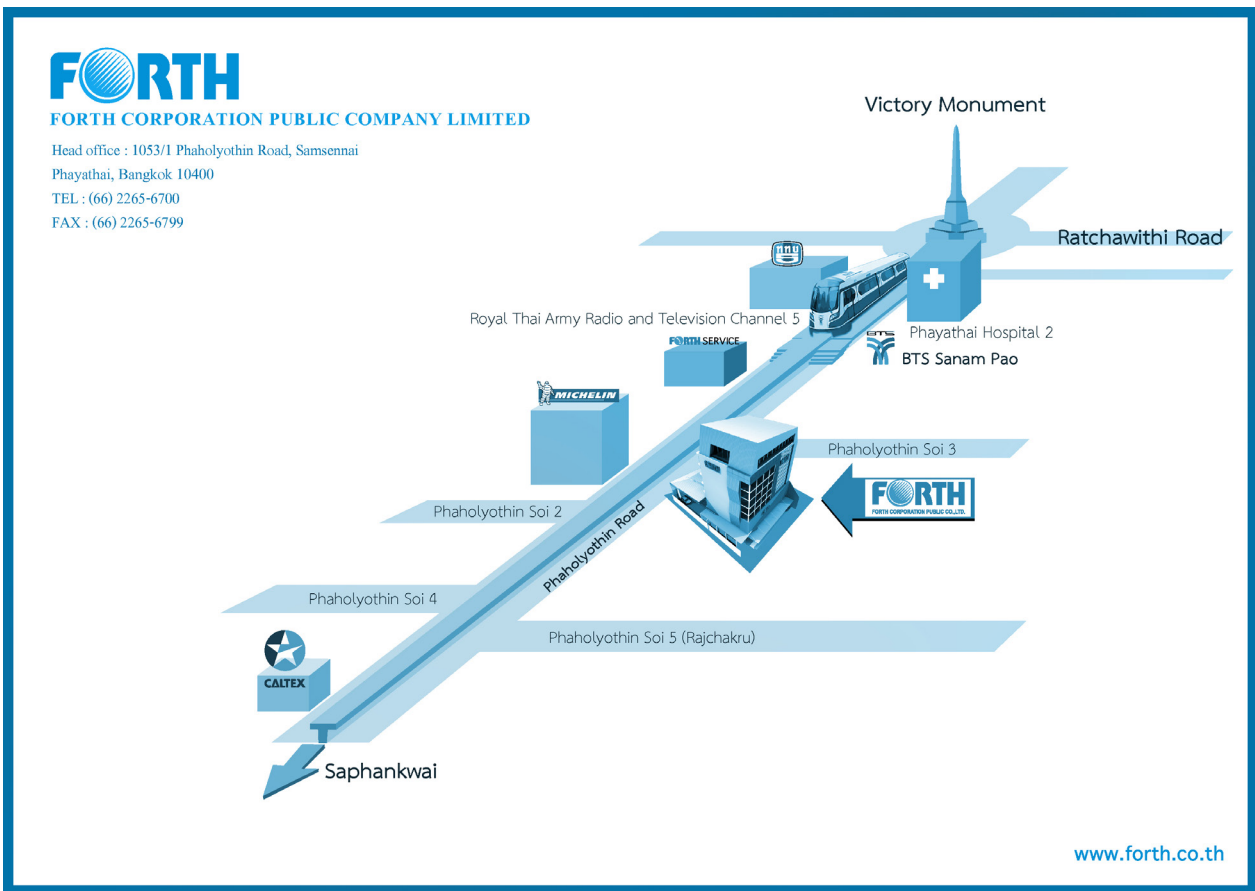 FORTH
FORTH CORPORATION PUBLIC COMPANY LIMITED
Head office : 1053/1 Phaholyothin Road, Samsennai
Phayathai, Bangkok 10400
TEL : (66) 2265-6700
FAX : (66) 2265-6799
Victory Monument
Ratchawithi Road
ททบ
Royal Thai Army Radio and Television Channel 5
Phayathai Hospital 2
FORTH SERVICE
BTS
BTS Sanam Pao
MICHELIN
Phaholyothin Soi 3
FORTH
FORTH CORPORATION PUBLIC CO.,LTD.
Phaholyothin Soi 2
Phaholyothin Road
Phaholyothin Soi 4
Phaholyothin Soi 5 (Rajchakru)
CALTEX
Saphankwai
www.forth.co.th